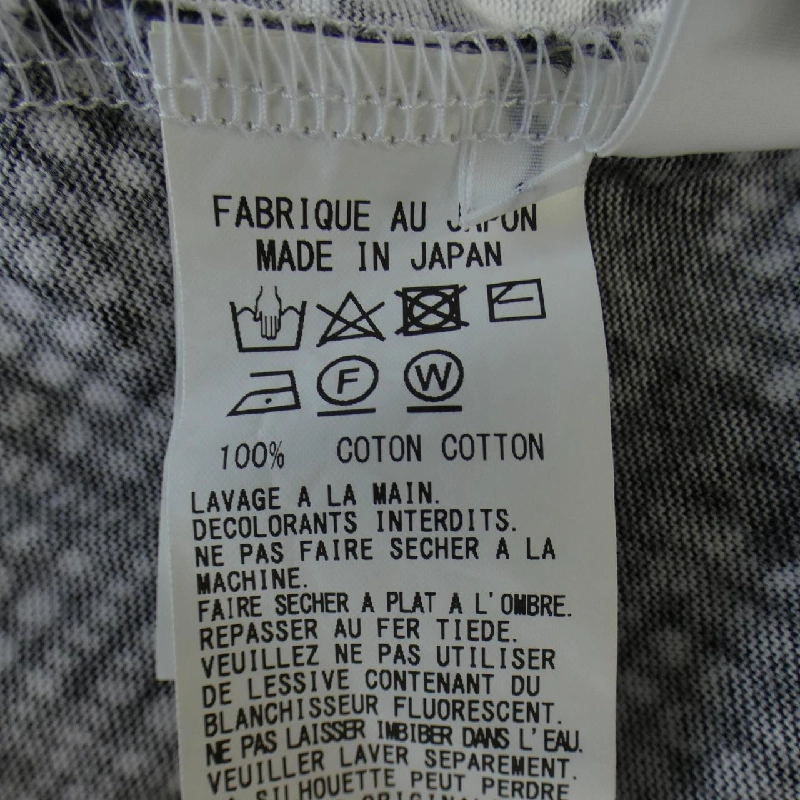 FABRIQUE AU JAPON
MADE IN JAPAN
F W
100% COTON COTTON
LAVAGE A LA MAIN.
DECOLORANTS INTERDITS.
NE PAS FAIRE SECHER A LA
MACHINE.
FAIRE SECHER A PLAT A L'OMBRE.
REPASSER AU FER TIEDE.
VEUILLEZ NE PAS UTILISER
DE LESSIVE CONTENANT DU
BLANCHISSEUR FLUORESCENT.
NE PAS LAISSER IMBIBER DANS L'EAU.
VEUILLER LAVER SEPAREMENT.
SILHOUETTE PEUT PERDRE